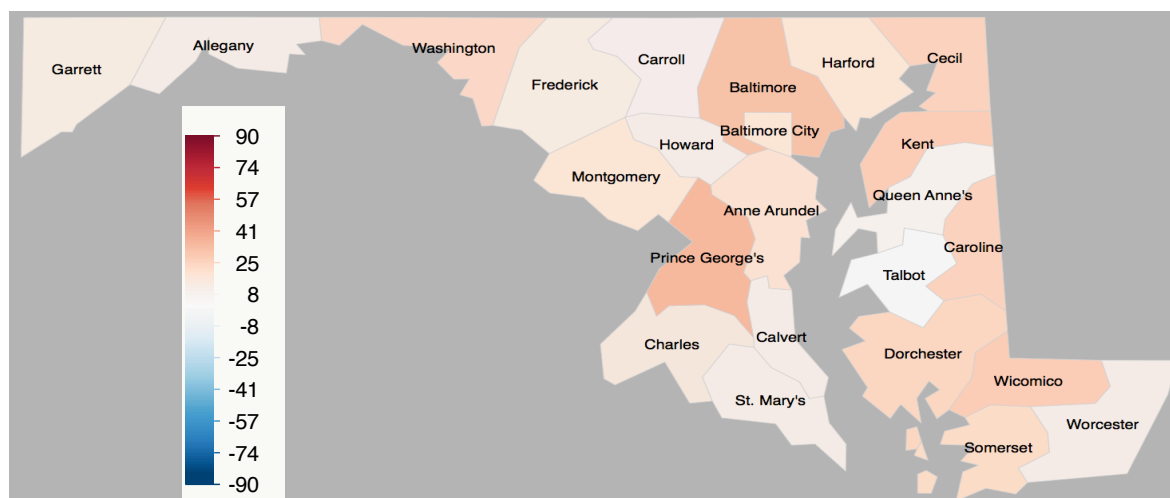 Garrett
Allegany
Washington
Frederick
Carroll
Baltimore
Harford
Cecil
Baltimore City
Howard
Kent
Montgomery
Queen Anne's
Anne Arundel
Caroline
Prince George's
Talbot
Calvert
Charles
Dorchester
Wicomico
St. Mary's
Worcester
Somerset
90
74
57
41
25
8
-8
-25
-41
-57
-74
-90